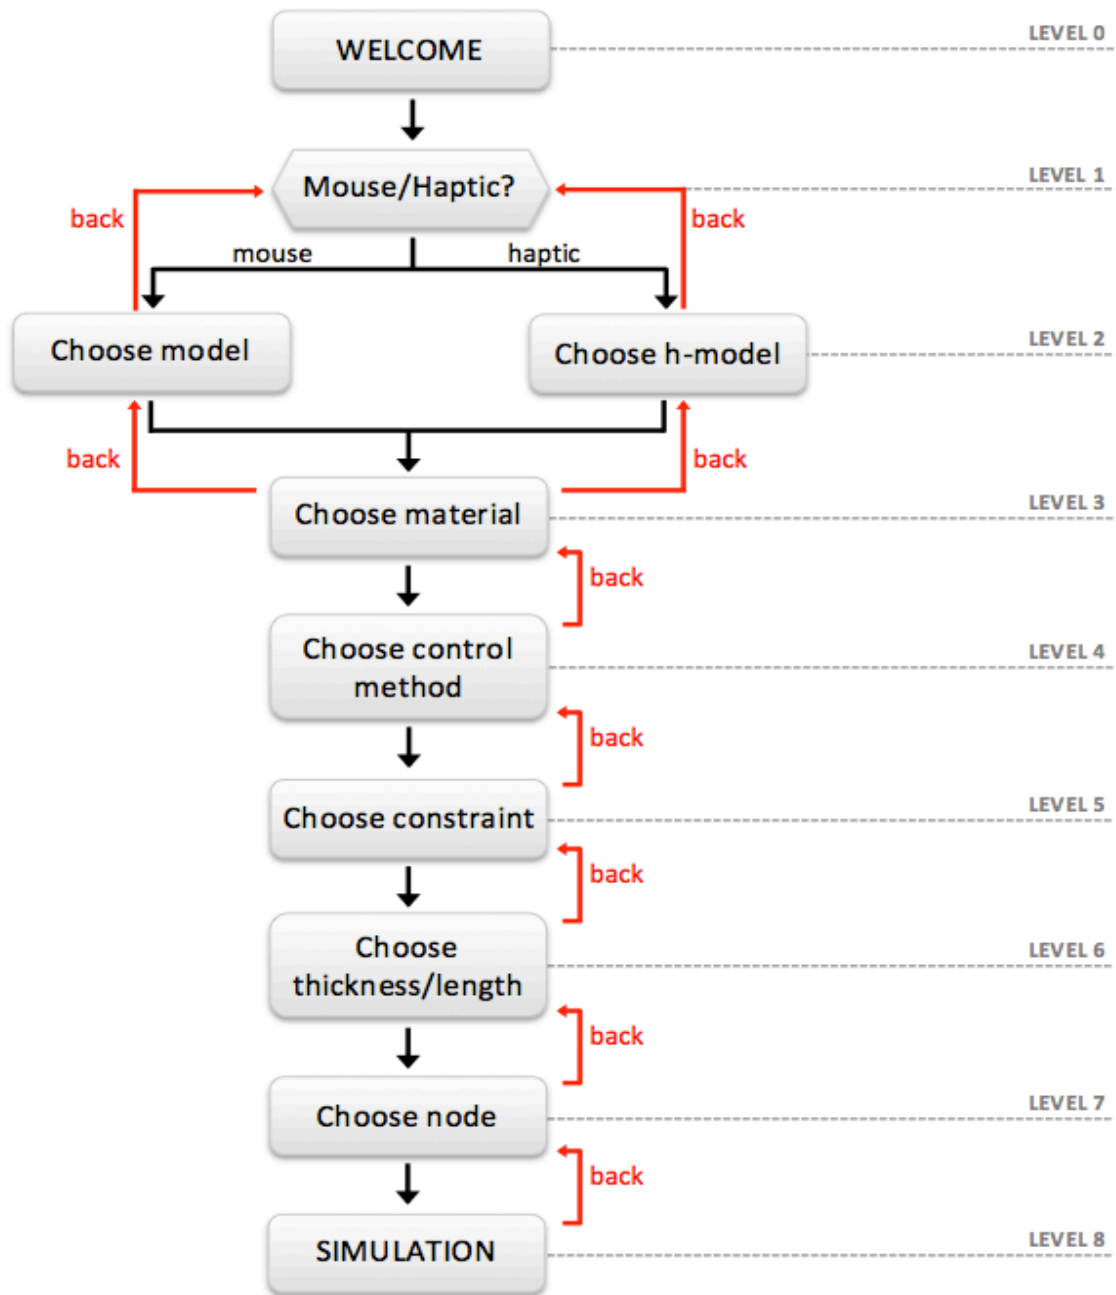 WELCOME
LEVEL 0
Mouse/Haptic?
LEVEL 1
back
back
mouse
haptic
Choose model
Choose h-model
LEVEL 2
back
back
Choose material
LEVEL 3
back
Choose control
method
LEVEL 4
back
Choose constraint
LEVEL 5
back
Choose
thickness/length
LEVEL 6
back
Choose node
LEVEL 7
back
SIMULATION
LEVEL 8